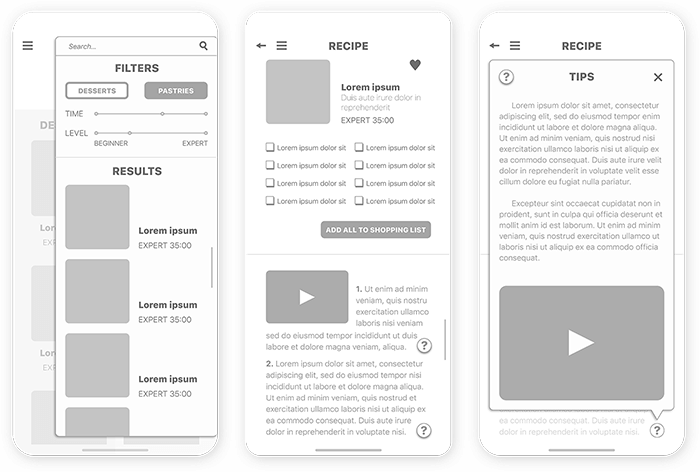 Search...
FILTERS
DESSERTS
PASTRIES
TIME
LEVEL
BEGINNER
EXPERT
RESULTS
Lorem ipsum
EXPERT 35:00
Lorem ipsum
EXPERT 35:00
Lorem ipsum
EXPERT 35:00
RECIPE
Lorem ipsum
Duis aute irure dolor in
reprehenderit
EXPERT 35:00
Lorem ipsum dolor sit
Lorem ipsum dolor sit
Lorem ipsum dolor sit
Lorem ipsum dolor sit
Lorem ipsum dolor sit
Lorem ipsum dolor sit
Lorem ipsum dolor sit
Lorem ipsum dolor sit
ADD ALL TO SHOPPING LIST
1. Ut enim ad minim
veniam, quis nostru
exercitation ullamco
laboris nisi veniam
sed do eiusmod tempor incididunt ut duis
labore et dolore magna veniam, aliqua.
?
2. Lorem ipsum dolor sit amet, consectetur
adipiscing elit, sed do eiusmod tempor
incididunt ut labore et dolore magna aliqua.
Ut enim ad minim veniam, quis nostrud
exercitation ullamco laboris nisi ut aliquip
ex ea commodo consequat. Duis aute irure
dolor in reprehenderit in voluptate velit.
?
RECIPE
?
TIPS
Lorem ipsum dolor sit amet, consectetur
adipiscing elit, sed do eiusmod tempor
incididunt ut labore et dolore magna aliqua.
Ut enim ad minim veniam, quis nostrud
exercitation ullamco laboris nisi ut aliquip
ex ea commodo consequat. Duis aute velit
dolor in reprehenderit in voluptate velit esse
cillum dolore eu fugiat nulla pariatur.
Excepteur sint occaecat cupidatat non in
proident, sunt in culpa qui officia deserunt et
mollit anim id est laborum. Ut enim ad minim
veniam, quis nostrud exercitation ullamco
laboris nisi ut aliquip ex ea commodo
consequat.
ex ea commodo consequat. Duis aute irure
dolor in reprehenderit in voluptate velit.
?